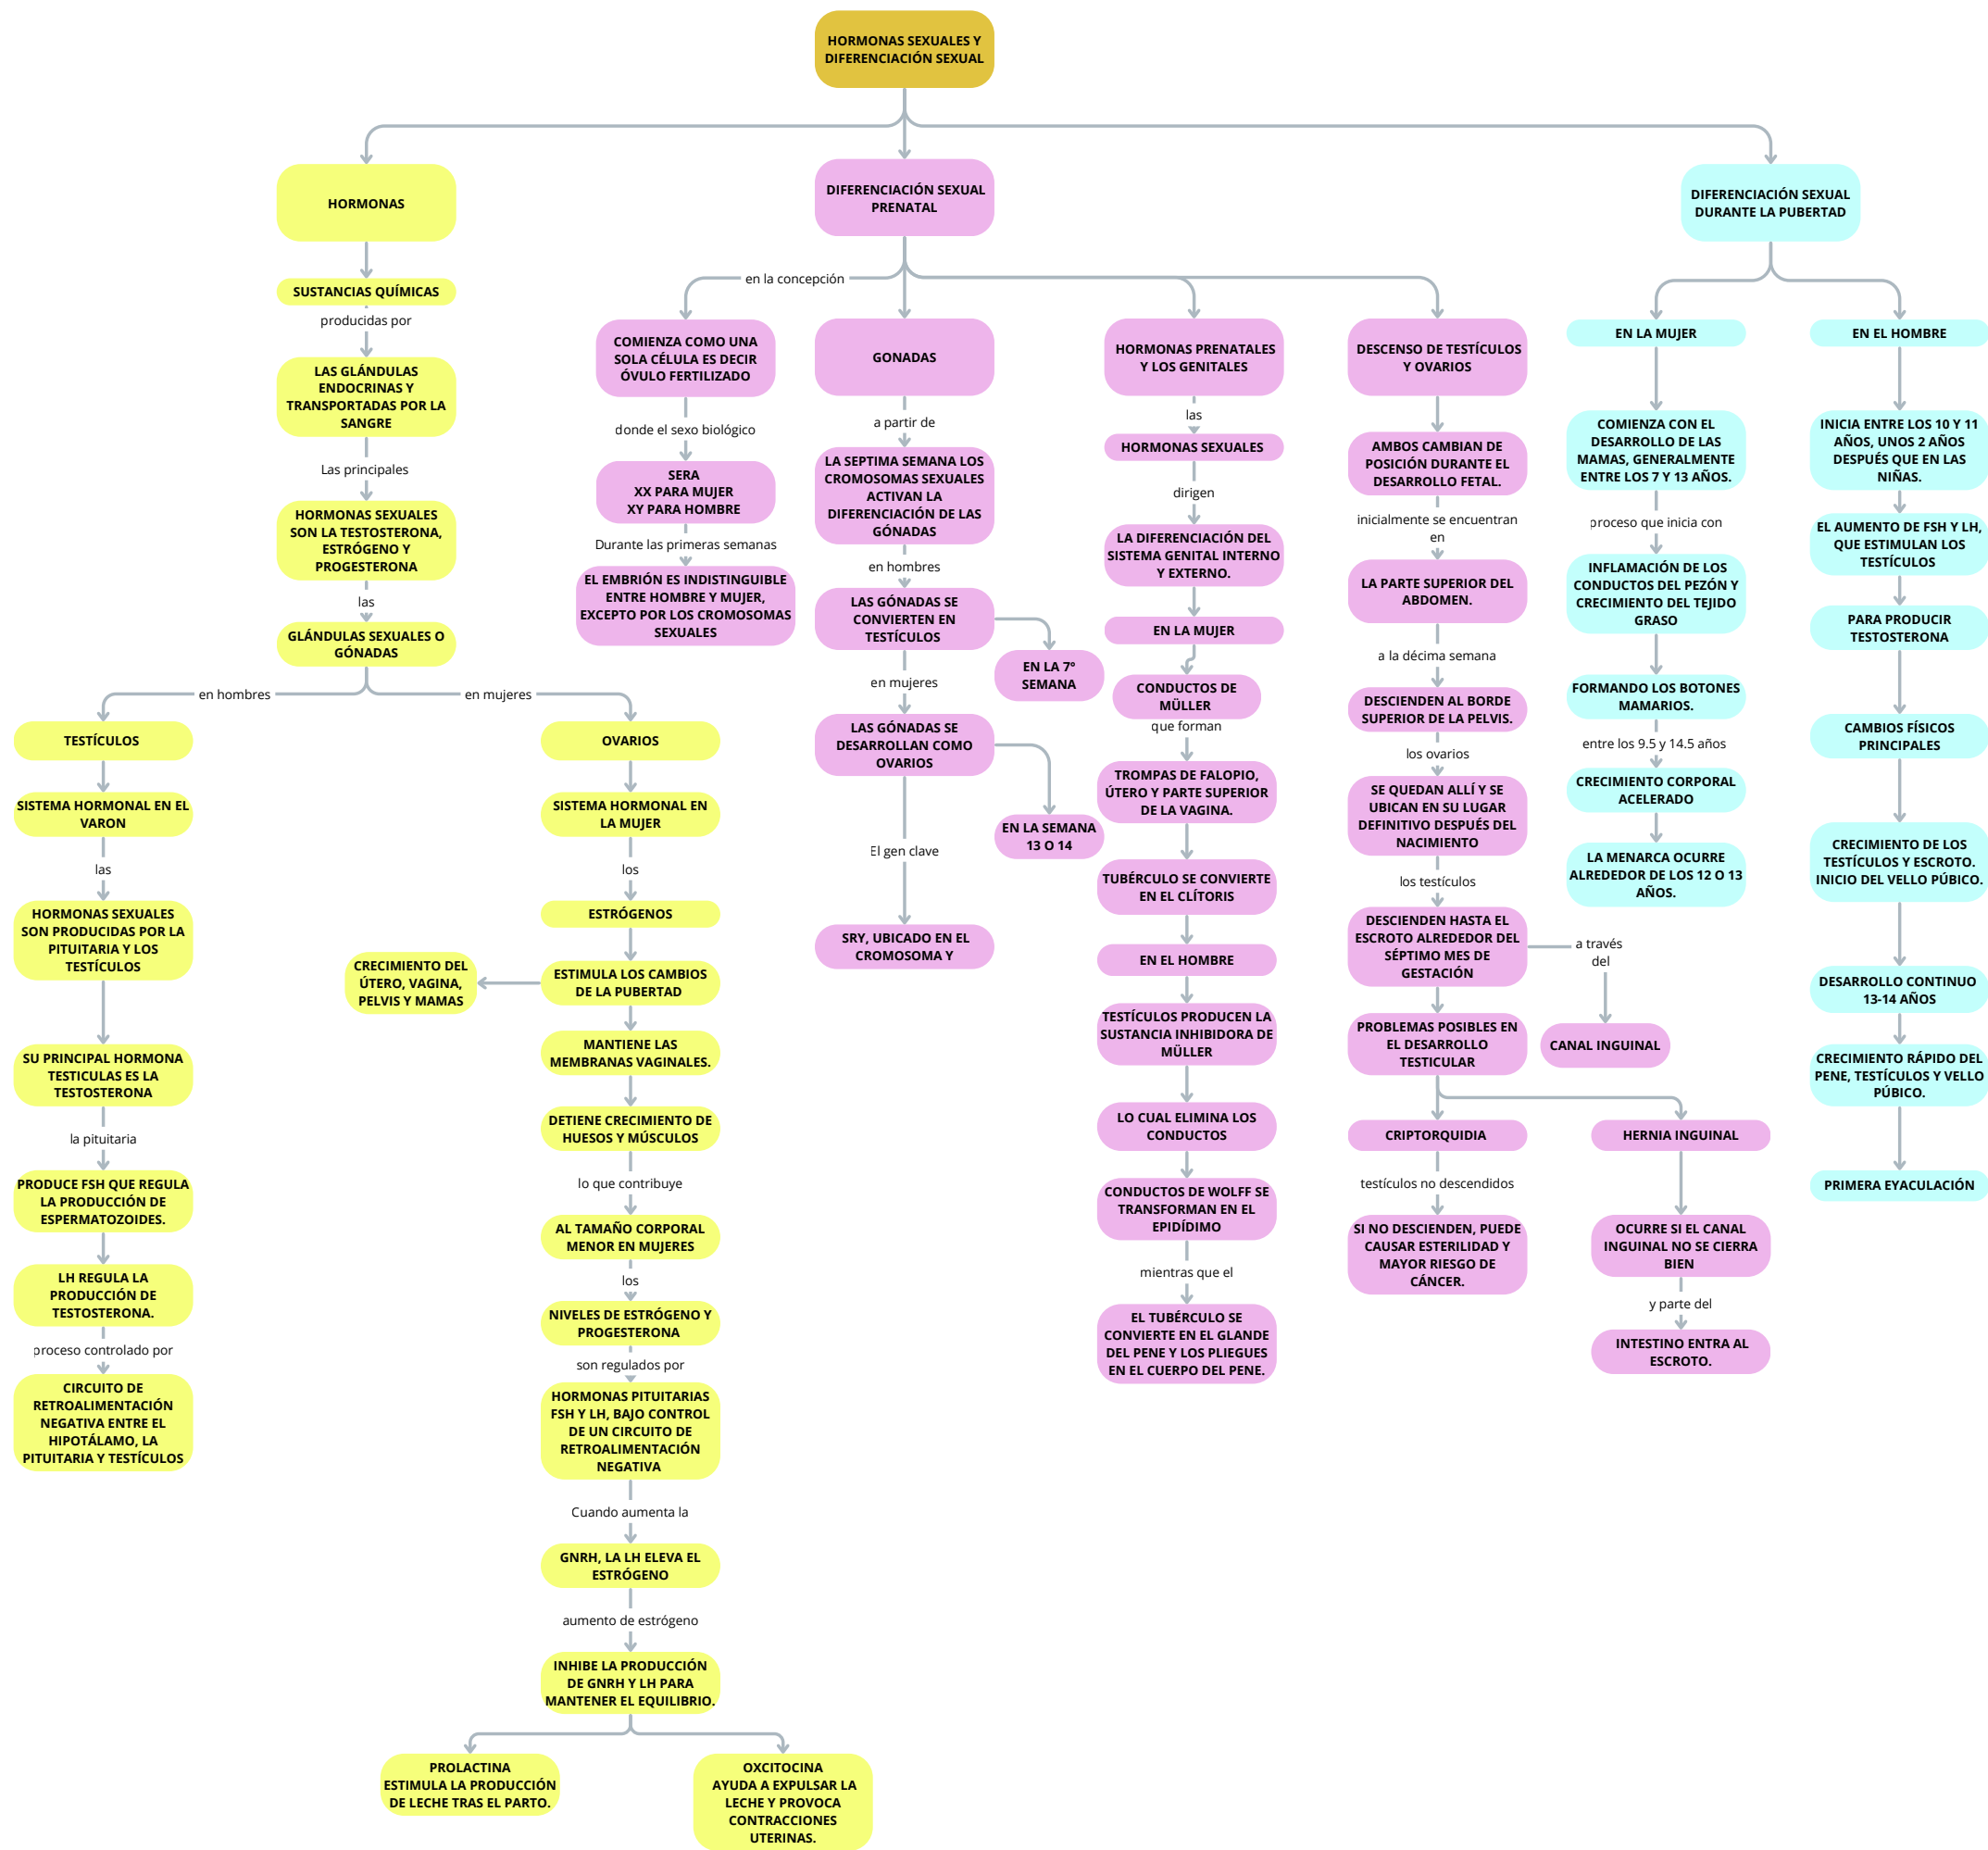 HORMONAS SEXUALES Y
DIFERENCIACIÓN SEXUAL
HORMONAS
SUSTANCIAS QUÍMICAS
producidas por
LAS GLÁNDULAS
ENDOCRINAS Y
TRANSPORTADAS POR LA
SANGRE
Las principales
HORMONAS SEXUALES
SON LA TESTOSTERONA,
ESTRÓGENO Y
PROGESTERONA
las
GLÁNDULAS SEXUALES O
GÓNADAS
en hombres
TESTÍCULOS
SISTEMA HORMONAL EN EL
VARON
las
HORMONAS SEXUALES
SON PRODUCIDAS POR LA
PITUITARIA Y LOS
TESTÍCULOS
SU PRINCIPAL HORMONA
TESTICULAS ES LA
TESTOSTERONA
la pituitaria
PRODUCE FSH QUE REGULA
LA PRODUCCIÓN DE
ESPERMATOZOIDES.
LH REGULA LA
PRODUCCIÓN DE
TESTOSTERONA.
proceso controlado por
CIRCUITO DE
RETROALIMENTACIÓN
NEGATIVA ENTRE EL
HIPOTÁLAMO, LA
PITUITARIA Y TESTÍCULOS
en mujeres
OVARIOS
SISTEMA HORMONAL EN
LA MUJER
los
ESTRÓGENOS
ESTIMULA LOS CAMBIOS
DE LA PUBERTAD
CRECIMIENTO DEL
ÚTERO, VAGINA,
PELVIS Y MAMAS
MANTIENE LAS
MEMBRANAS VAGINALES.
DETIENE CRECIMIENTO DE
HUESOS Y MÚSCULOS
lo que contribuye
AL TAMAÑO CORPORAL
MENOR EN MUJERES
los
NIVELES DE ESTRÓGENO Y
PROGESTERONA
son regulados por
HORMONAS PITUITARIAS
FSH Y LH, BAJO CONTROL
DE UN CIRCUITO DE
RETROALIMENTACIÓN
NEGATIVA
Cuando aumenta la
GNRH, LA LH ELEVA EL
ESTRÓGENO
aumento de estrógeno
INHIBE LA PRODUCCIÓN
DE GNRH Y LH PARA
MANTENER EL EQUILIBRIO.
PROLACTINA
ESTIMULA LA PRODUCCIÓN
DE LECHE TRAS EL PARTO.
OXCITOCINA
AYUDA A EXPULSAR LA
LECHE Y PROVOCA
CONTRACCIONES
UTERINAS.
DIFERENCIACIÓN SEXUAL
PRENATAL
en la concepción
COMIENZA COMO UNA
SOLA CÉLULA ES DECIR
ÓVULO FERTILIZADO
donde el sexo biológico
SERA
XX PARA MUJER
XY PARA HOMBRE
Durante las primeras semanas
EL EMBRIÓN ES INDISTINGUIBLE
ENTRE HOMBRE Y MUJER,
EXCEPTO POR LOS CROMOSOMAS
SEXUALES
GONADAS
a partir de
LA SEPTIMA SEMANA LOS
CROMOSOMAS SEXUALES
ACTIVAN LA
DIFERENCIACIÓN DE LAS
GÓNADAS
en hombres
LAS GÓNADAS SE
CONVIERTEN EN
TESTÍCULOS
EN LA 7º
SEMANA
en mujeres
LAS GÓNADAS SE
DESARROLLAN COMO
OVARIOS
EN LA SEMANA
13 O 14
El gen clave
SRY, UBICADO EN EL
CROMOSOMA Y
HORMONAS PRENATALES
Y LOS GENITALES
las
HORMONAS SEXUALES
dirigen
LA DIFERENCIACIÓN DEL
SISTEMA GENITAL INTERNO
Y EXTERNO.
EN LA MUJER
CONDUCTOS DE
MÜLLER
que forman
TROMPAS DE FALOPIO,
ÚTERO Y PARTE SUPERIOR
DE LA VAGINA.
TUBÉRCULO SE CONVIERTE
EN EL CLÍTORIS
EN EL HOMBRE
TESTÍCULOS PRODUCEN LA
SUSTANCIA INHIBIDORA DE
MÜLLER
LO CUAL ELIMINA LOS
CONDUCTOS
CONDUCTOS DE WOLFF SE
TRANSFORMAN EN EL
EPIDÍDIMO
mientras que el
EL TUBÉRCULO SE
CONVIERTE EN EL GLANDE
DEL PENE Y LOS PLIEGUES
EN EL CUERPO DEL PENE.
DESCENSO DE TESTÍCULOS
Y OVARIOS
AMBOS CAMBIAN DE
POSICIÓN DURANTE EL
DESARROLLO FETAL.
inicialmente se encuentran
en
LA PARTE SUPERIOR DEL
ABDOMEN.
a la décima semana
DESCIENDEN AL BORDE
SUPERIOR DE LA PELVIS.
los ovarios
SE QUEDAN ALLÍ Y SE
UBICAN EN SU LUGAR
DEFINITIVO DESPUÉS DEL
NACIMIENTO
los testículos
DESCIENDEN HASTA EL
ESCROTO ALREDEDOR DEL
SÉPTIMO MES DE
GESTACIÓN
a través
del
CANAL INGUINAL
PROBLEMAS POSIBLES EN
EL DESARROLLO
TESTICULAR
CRIPTORQUIDIA
testículos no descendidos
SI NO DESCIENDEN, PUEDE
CAUSAR ESTERILIDAD Y
MAYOR RIESGO DE
CÁNCER.
HERNIA INGUINAL
OCURRE SI EL CANAL
INGUINAL NO SE CIERRA
BIEN
y parte del
INTESTINO ENTRA AL
ESCROTO.
DIFERENCIACIÓN SEXUAL
DURANTE LA PUBERTAD
EN LA MUJER
COMIENZA CON EL
DESARROLLO DE LAS
MAMAS, GENERALMENTE
ENTRE LOS 7 Y 13 AÑOS.
proceso que inicia con
INFLAMACIÓN DE LOS
CONDUCTOS DEL PEZÓN Y
CRECIMIENTO DEL TEJIDO
GRASO
FORMANDO LOS BOTONES
MAMARIOS.
entre los 9.5 y 14.5 años
CRECIMIENTO CORPORAL
ACELERADO
LA MENARCA OCURRE
ALREDEDOR DE LOS 12 O 13
AÑOS.
EN EL HOMBRE
INICIA ENTRE LOS 10 Y 11
AÑOS, UNOS 2 AÑOS
DESPUÉS QUE EN LAS
NIÑAS.
EL AUMENTO DE FSH Y LH,
QUE ESTIMULAN LOS
TESTÍCULOS
PARA PRODUCIR
TESTOSTERONA
CAMBIOS FÍSICOS
PRINCIPALES
CRECIMIENTO DE LOS
TESTÍCULOS Y ESCROTO.
INICIO DEL VELLO PÚBICO.
DESARROLLO CONTINUO
13-14 AÑOS
CRECIMIENTO RÁPIDO DEL
PENE, TESTÍCULOS Y VELLO
PÚBICO.
PRIMERA EYACULACIÓN